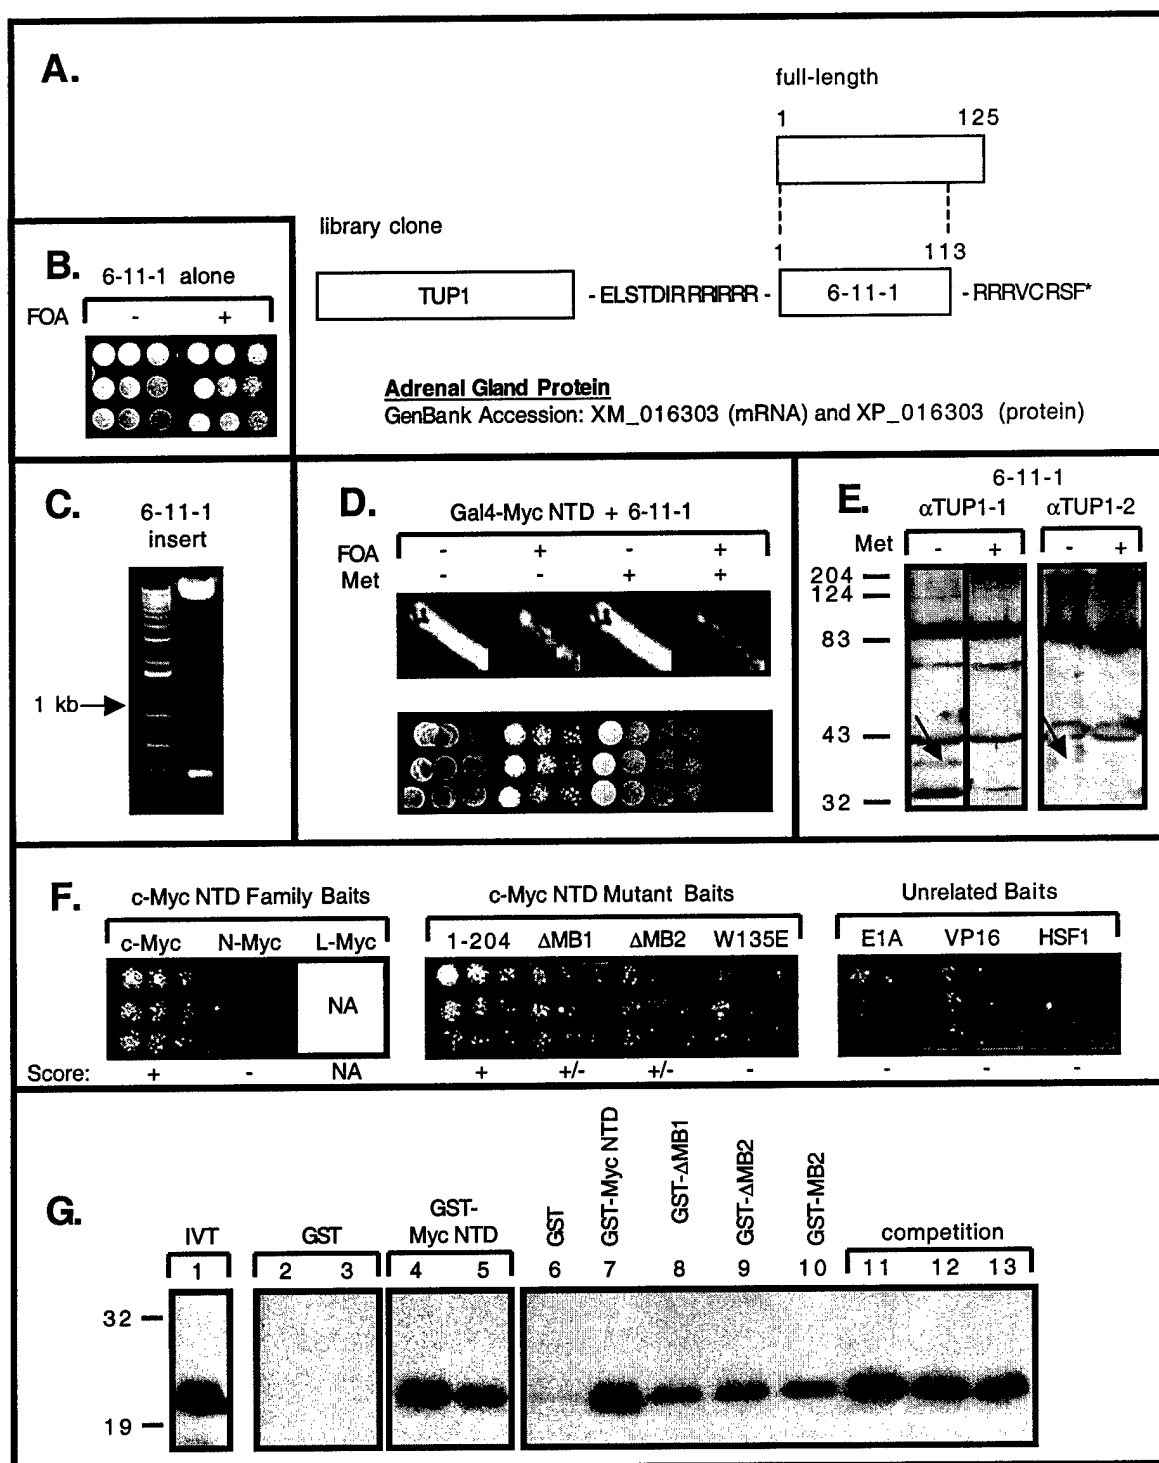 A.
full-length
1 125
library clone
1 113
TUP1 -ELSTDIRRRIRRR- 6-11-1 -RRRVCRSF*
Adrenal Gland Protein
GenBank Accession: XM_016303 (mRNA) and XP_016303 (protein)
B.
6-11-1 alone
FOA - +
C.
6-11-1
insert
1 kb
D.
Gal4-Myc NTD + 6-11-1
FOA - + - +
Met - - + +
E.
6-11-1
αTUP1-1 αTUP1-2
Met - + - +
204
124
83
43
32
F.
c-Myc NTD Family Baits
c-Myc N-Myc L-Myc
NA
c-Myc NTD Mutant Baits
1-204 ΔMB1 ΔMB2 W135E
Unrelated Baits
E1A VP16 HSF1
Score: + - NA + +/- +/- - - - -
G.
IVT
GST
GST-
Myc NTD
GST
GST-Myc NTD
GST-ΔMB1
GST-ΔMB2
GST-MB2
competition
1 2 3 4 5 6 7 8 9 10 11 12 13
32
19